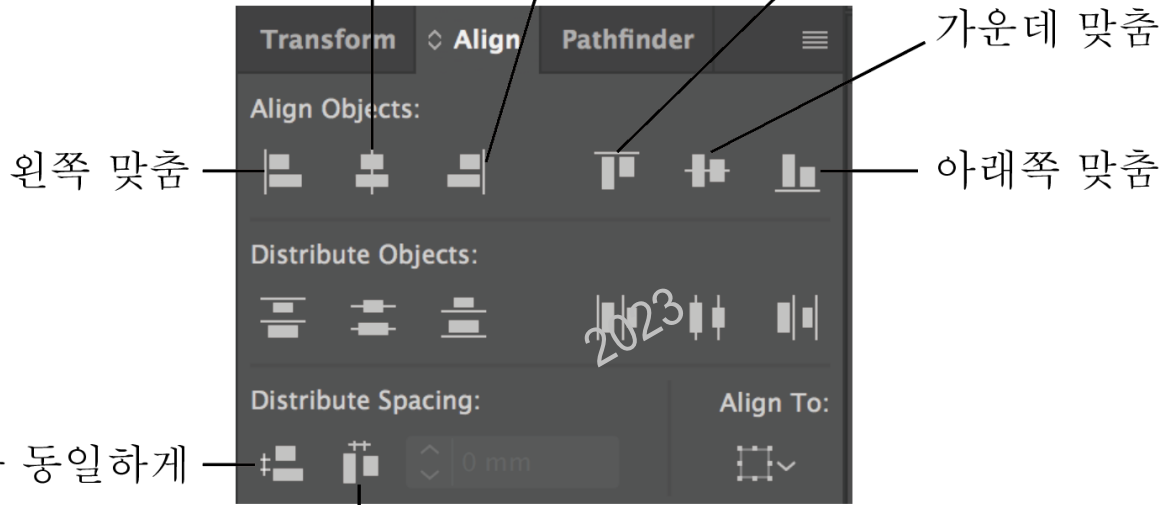 가운데 맞춤
Transform Align Pathfinder
Align Objects:
왼쪽 맞춤
아래쪽 맞춤
Distribute Objects:
2023
Distribute Spacing:
Align To:
동일하게
0 mm